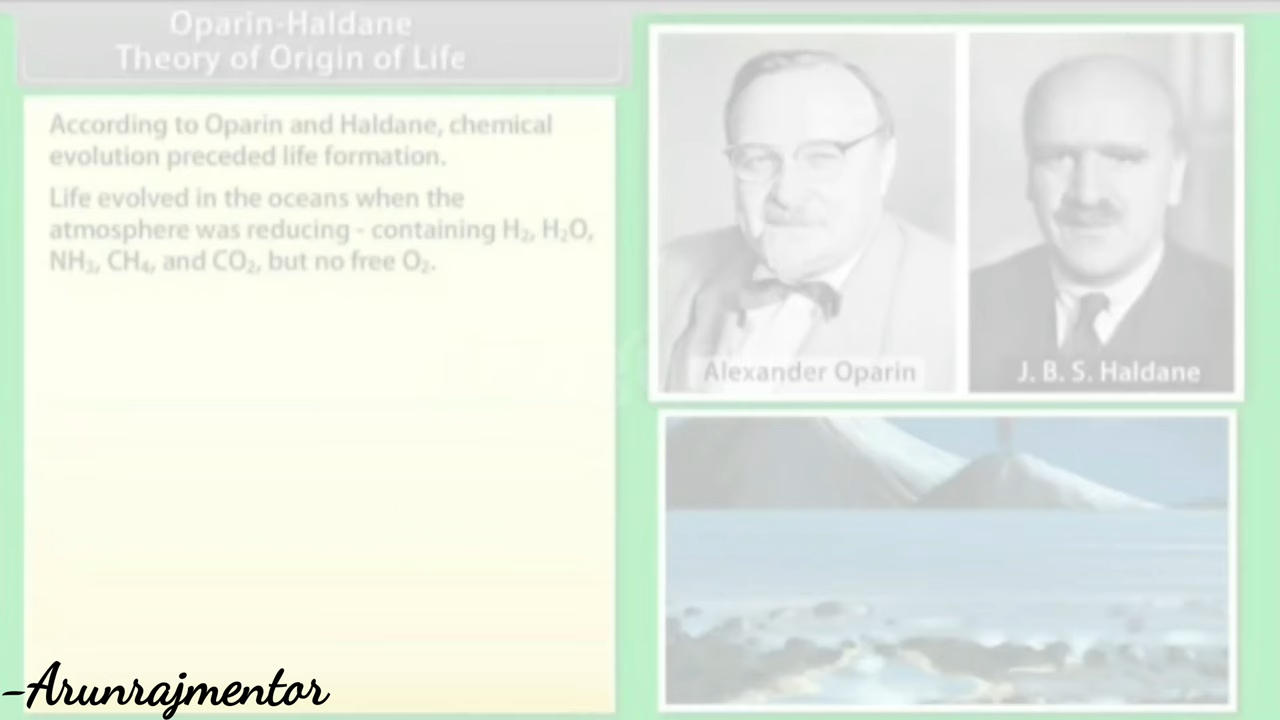 Oparin-Haldane
Theory of Origin of Life
According to Oparin and Haldane, chemical
evolution preceded life formation.
Life evolved in the oceans when the
atmosphere was reducing - containing H₂, H₂O,
NH₃, CH₄, and CO₂, but no free O₂.
Alexander Oparin
J. B. S. Haldane
-Arunrajmentor